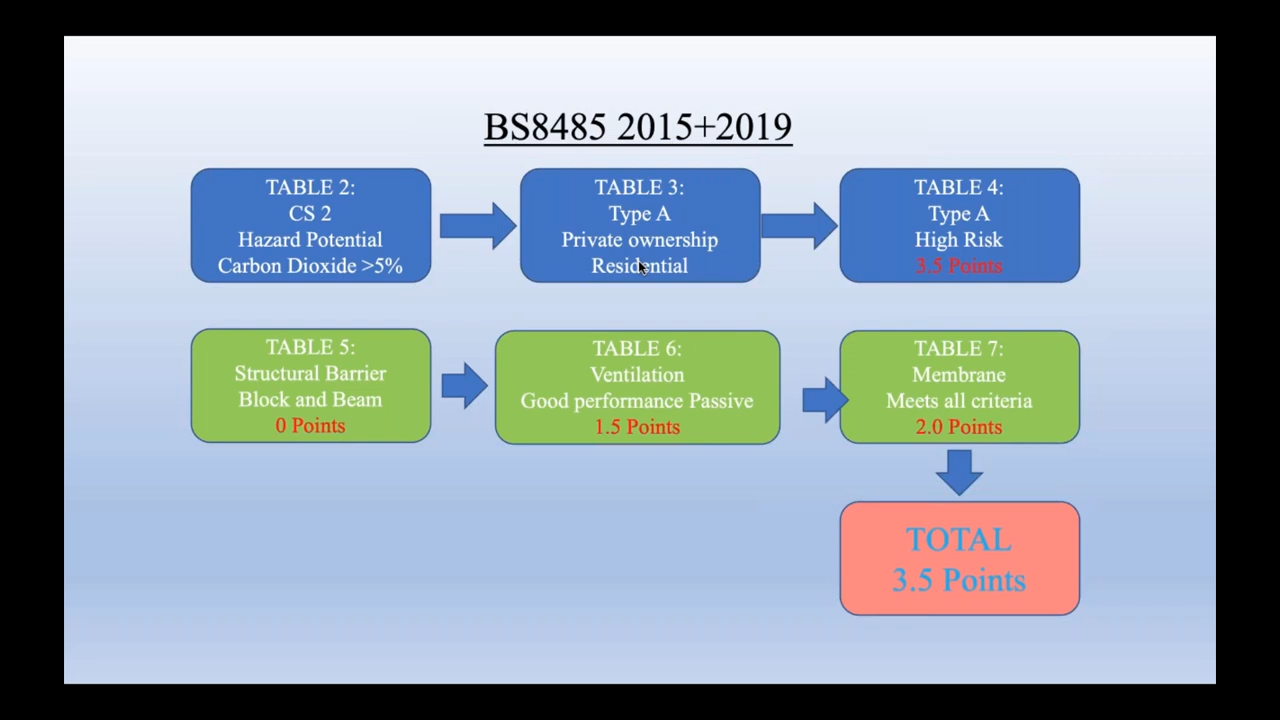 BS8485 2015+2019
TABLE 2:
CS 2
Hazard Potential
Carbon Dioxide >5%
TABLE 3:
Type A
Private ownership
Residential
TABLE 4:
Type A
High Risk
3.5 Points
TABLE 5:
Structural Barrier
Block and Beam
0 Points
TABLE 6:
Ventilation
Good performance Passive
1.5 Points
TABLE 7:
Membrane
Meets all criteria
2.0 Points
TOTAL
3.5 Points